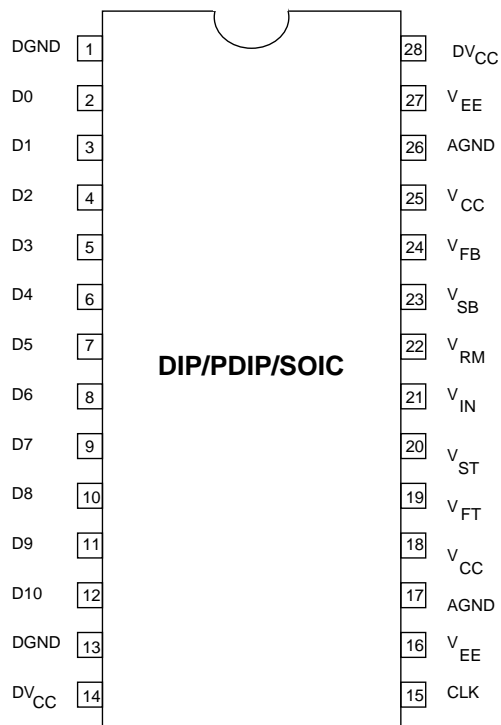 DGND 1 28 DVCC
D0 2 27 VEE
D1 3 26 AGND
D2 4 25 VCC
D3 5 24 VFB
D4 6 23 VSB
D5 7 22 VRM
DIP/PDIP/SOIC
D6 8 21 VIN
D7 9 20 VST
D8 10 19 VFT
D9 11 18 VCC
D10 12 17 AGND
DGND 13 16 VEE
DVCC 14 15 CLK